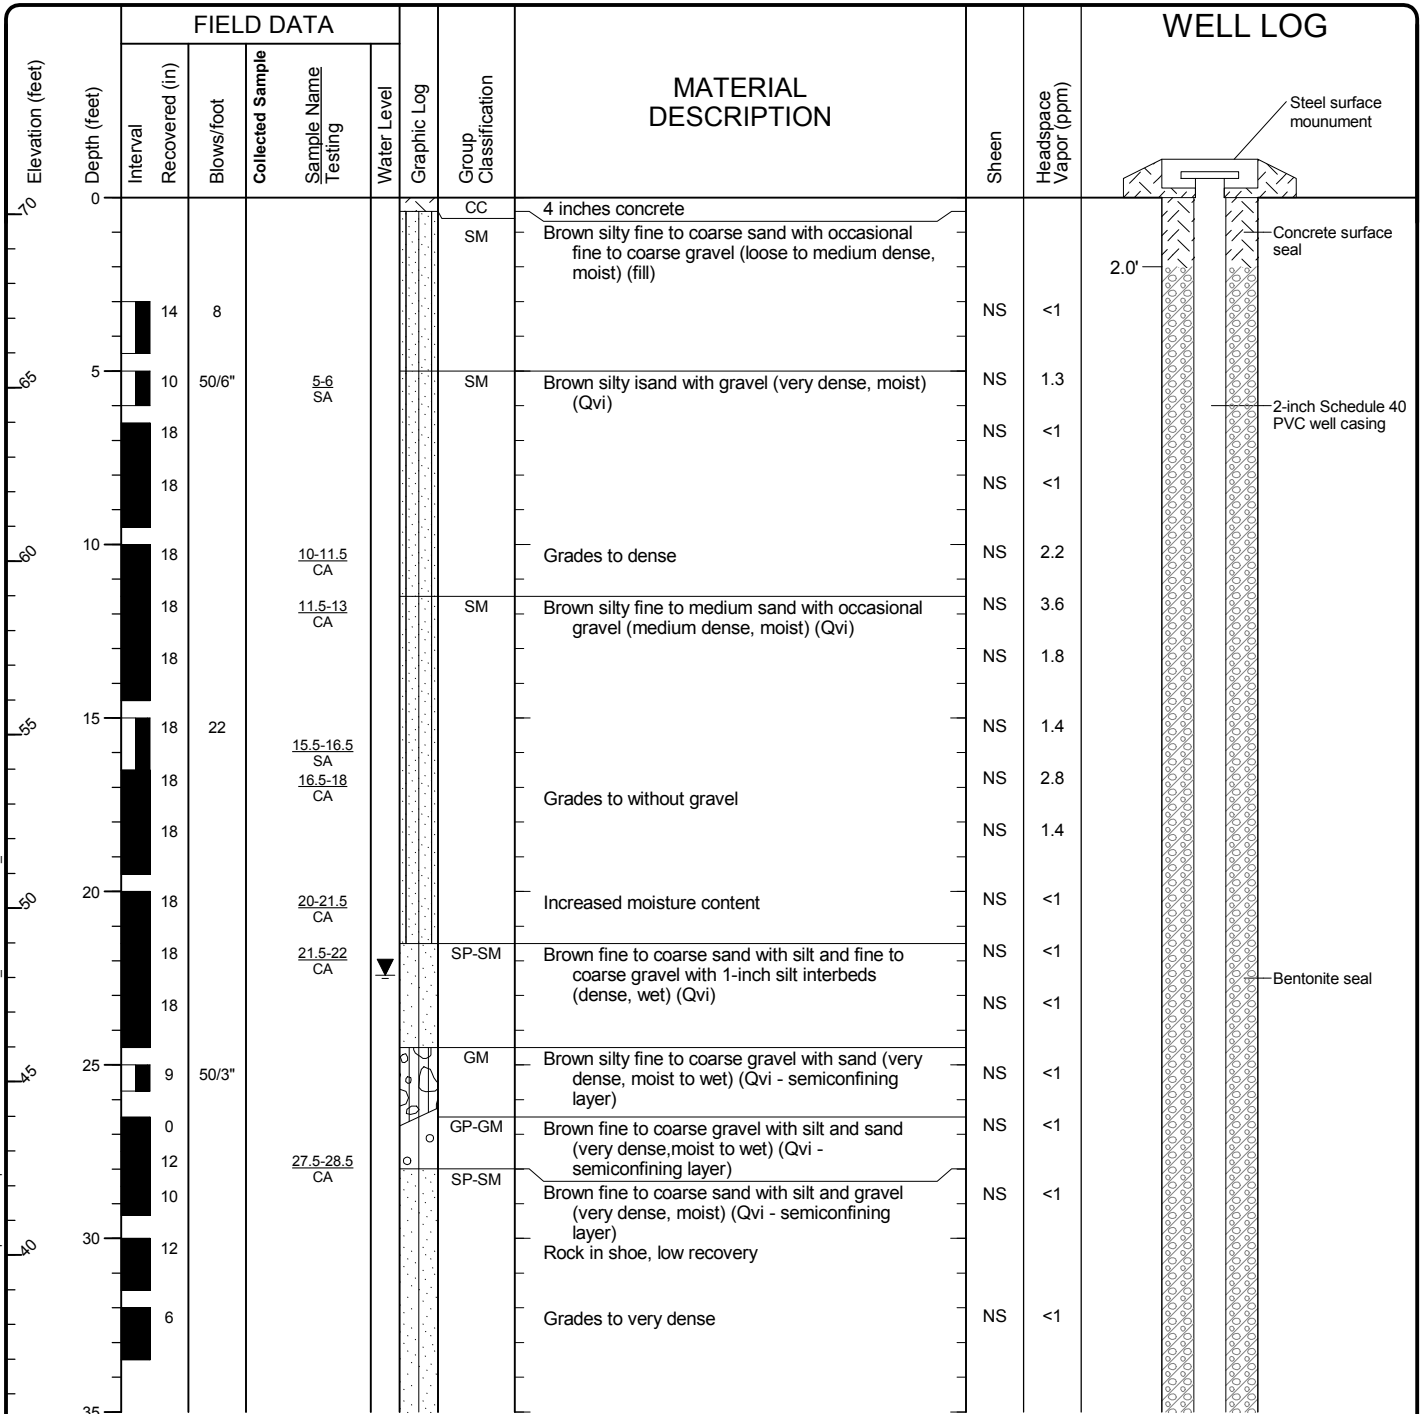 FIELD DATA
WELL LOG
Elevation (feet)
Depth (feet)
Interval
Recovered (in)
Blows/foot
Collected Sample
Sample Name
Testing
Water Level
Graphic Log
Group
Classification
MATERIAL
DESCRIPTION
Sheen
Headspace
Vapor (ppm)
Steel surface
mounument
0
70
CC
4 inches concrete
SM
Brown silty fine to coarse sand with occasional
fine to coarse gravel (loose to medium dense,
moist) (fill)
Concrete surface
seal
2.0'
14 8 NS <1
5
65
10 50/6" 5-6
SA
SM
Brown silty isand with gravel (very dense, moist)
(Qvi)
NS 1.3
2-inch Schedule 40
PVC well casing
18 NS <1
18 NS <1
10
60
18 10-11.5
CA
Grades to dense
NS 2.2
18 11.5-13
CA
SM
Brown silty fine to medium sand with occasional
gravel (medium dense, moist) (Qvi)
NS 3.6
18 NS 1.8
15
55
18 22 NS 1.4
15.5-16.5
SA
18 16.5-18
CA
NS 2.8
Grades to without gravel
18 NS 1.4
20
50
18 20-21.5
CA
Increased moisture content
NS <1
18 21.5-22
CA
SP-SM
Brown fine to coarse sand with silt and fine to
coarse gravel with 1-inch silt interbeds
(dense, wet) (Qvi)
NS <1
Bentonite seal
18 NS <1
25
45
9 50/3"
GM
Brown silty fine to coarse gravel with sand (very
dense, moist to wet) (Qvi - semiconfining
layer)
NS <1
0
GP-GM
Brown fine to coarse gravel with silt and sand
(very dense,moist to wet) (Qvi -
semiconfining layer)
NS <1
12 27.5-28.5
CA
10
SP-SM
Brown fine to coarse sand with silt and gravel
(very dense, moist) (Qvi - semiconfining
layer)
NS <1
30
40
12
Rock in shoe, low recovery
6
Grades to very dense
NS <1
35